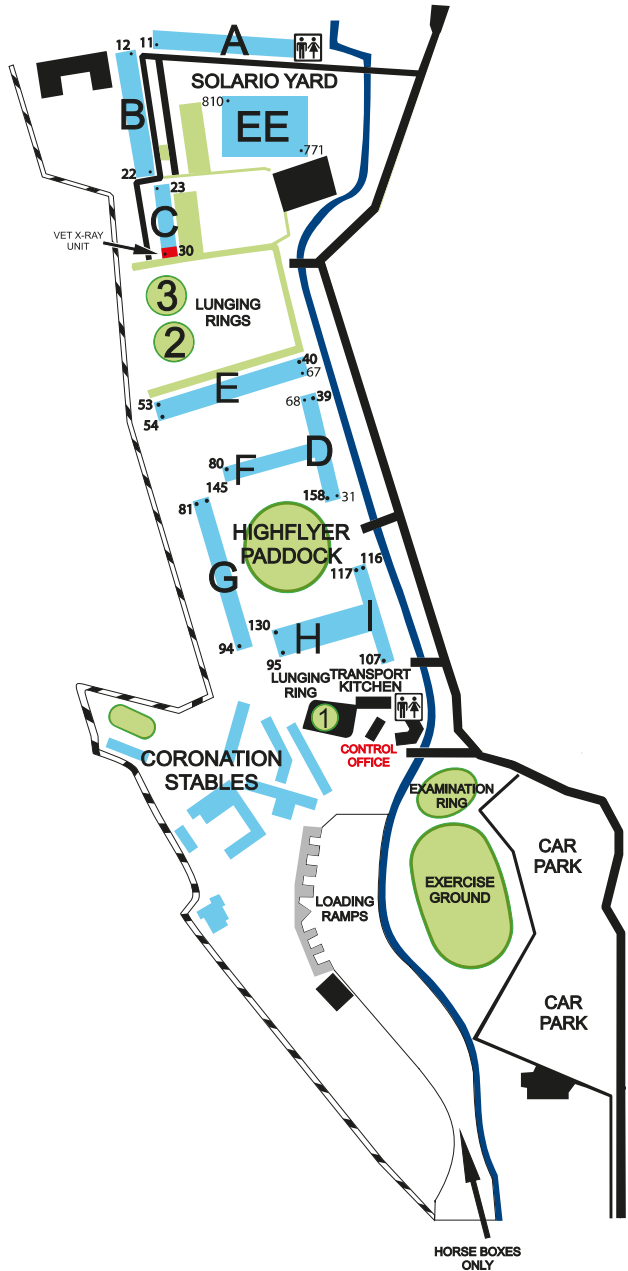 12
11
A
SOLARIO YARD
810
B
EE
771
22
23
C
VET X-RAY
UNIT
30
3
LUNGING
RINGS
2
40
67
E
53
54
68
39
D
80
F
145
158
31
81
HIGHFLYER
PADDOCK
116
117
G
130
H
I
94
95
107
LUNGING
RING
TRANSPORT
KITCHEN
1
CONTROL
OFFICE
CORONATION
STABLES
EXAMINATION
RING
CAR
PARK
EXERCISE
GROUND
LOADING
RAMPS
CAR
PARK
HORSE BOXES
ONLY